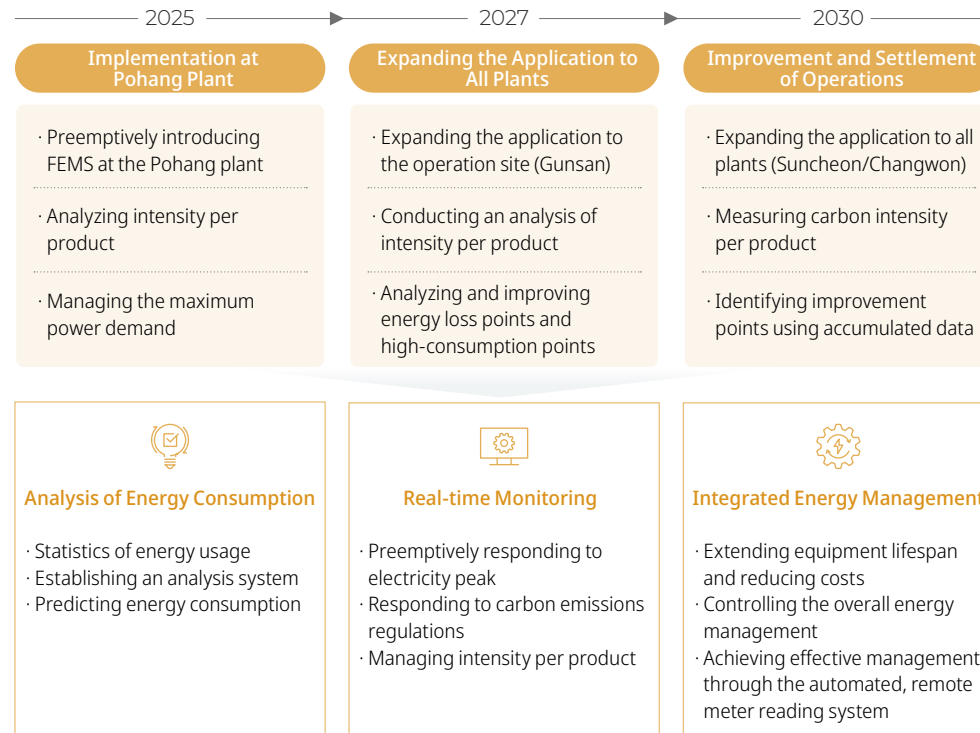 2025
2027
2030
Implementation at
Pohang Plant
Expanding the Application to
All Plants
Improvement and Settlement
of Operations
· Preemptively introducing
FEMS at the Pohang plant
· Analyzing intensity per
product
· Managing the maximum
power demand
· Expanding the application to
the operation site (Gunsan)
· Conducting an analysis of
intensity per product
· Analyzing and improving
energy loss points and
high-consumption points
· Expanding the application to all
plants (Suncheon/Changwon)
· Measuring carbon intensity
per product
· Identifying improvement
points using accumulated data
Analysis of Energy Consumption
· Statistics of energy usage
· Establishing an analysis system
· Predicting energy consumption
Real-time Monitoring
· Preemptively responding to
electricity peak
· Responding to carbon emissions
regulations
· Managing intensity per product
Integrated Energy Management
· Extending equipment lifespan
and reducing costs
· Controlling the overall energy
management
· Achieving effective management
through the automated, remote
meter reading system